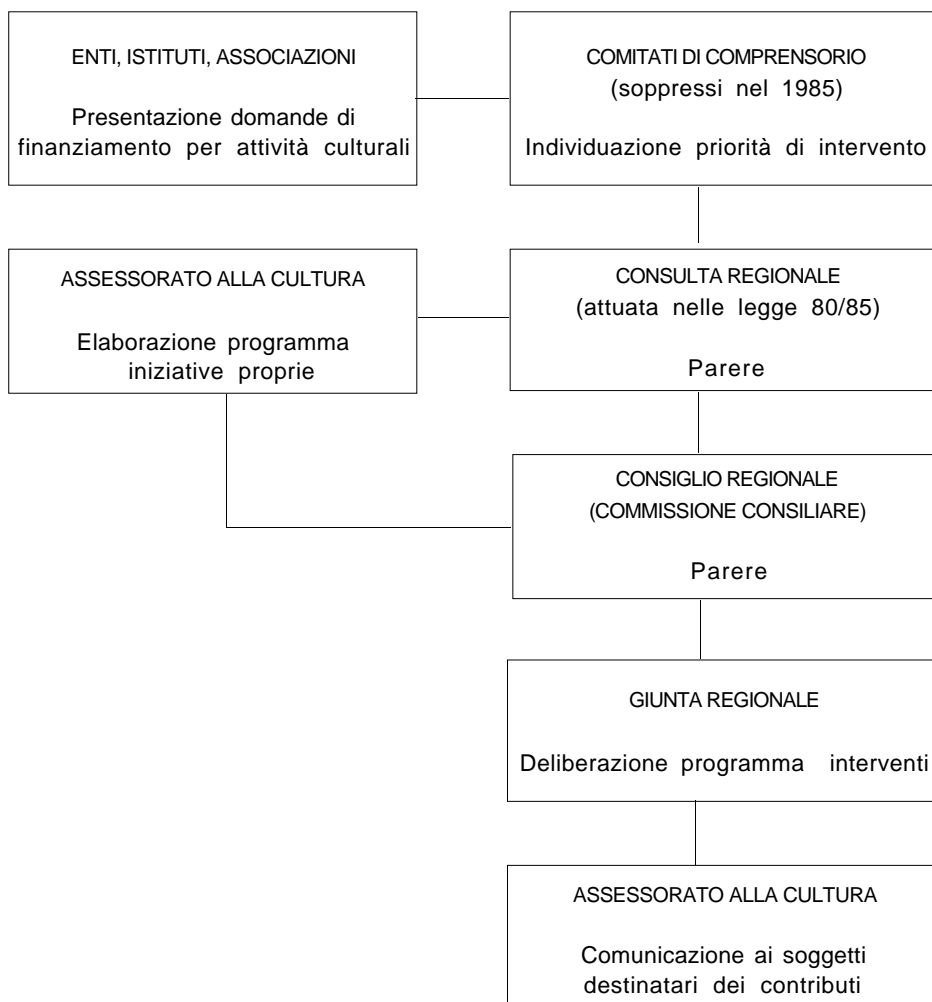 ENTI, ISTITUTI, ASSOCIAZIONI
Presentazione domande di
finanziamento per attività culturali
COMITATI DI COMPRENSORIO
(soppressi nel 1985)
Individuazione priorità di intervento
ASSESSORATO ALLA CULTURA
Elaborazione programma
iniziative proprie
CONSULTA REGIONALE
(attuata nelle legge 80/85)
Parere
CONSIGLIO REGIONALE
(COMMISSIONE CONSILIARE)
Parere
GIUNTA REGIONALE
Deliberazione programma interventi
ASSESSORATO ALLA CULTURA
Comunicazione ai soggetti
destinatari dei contributi